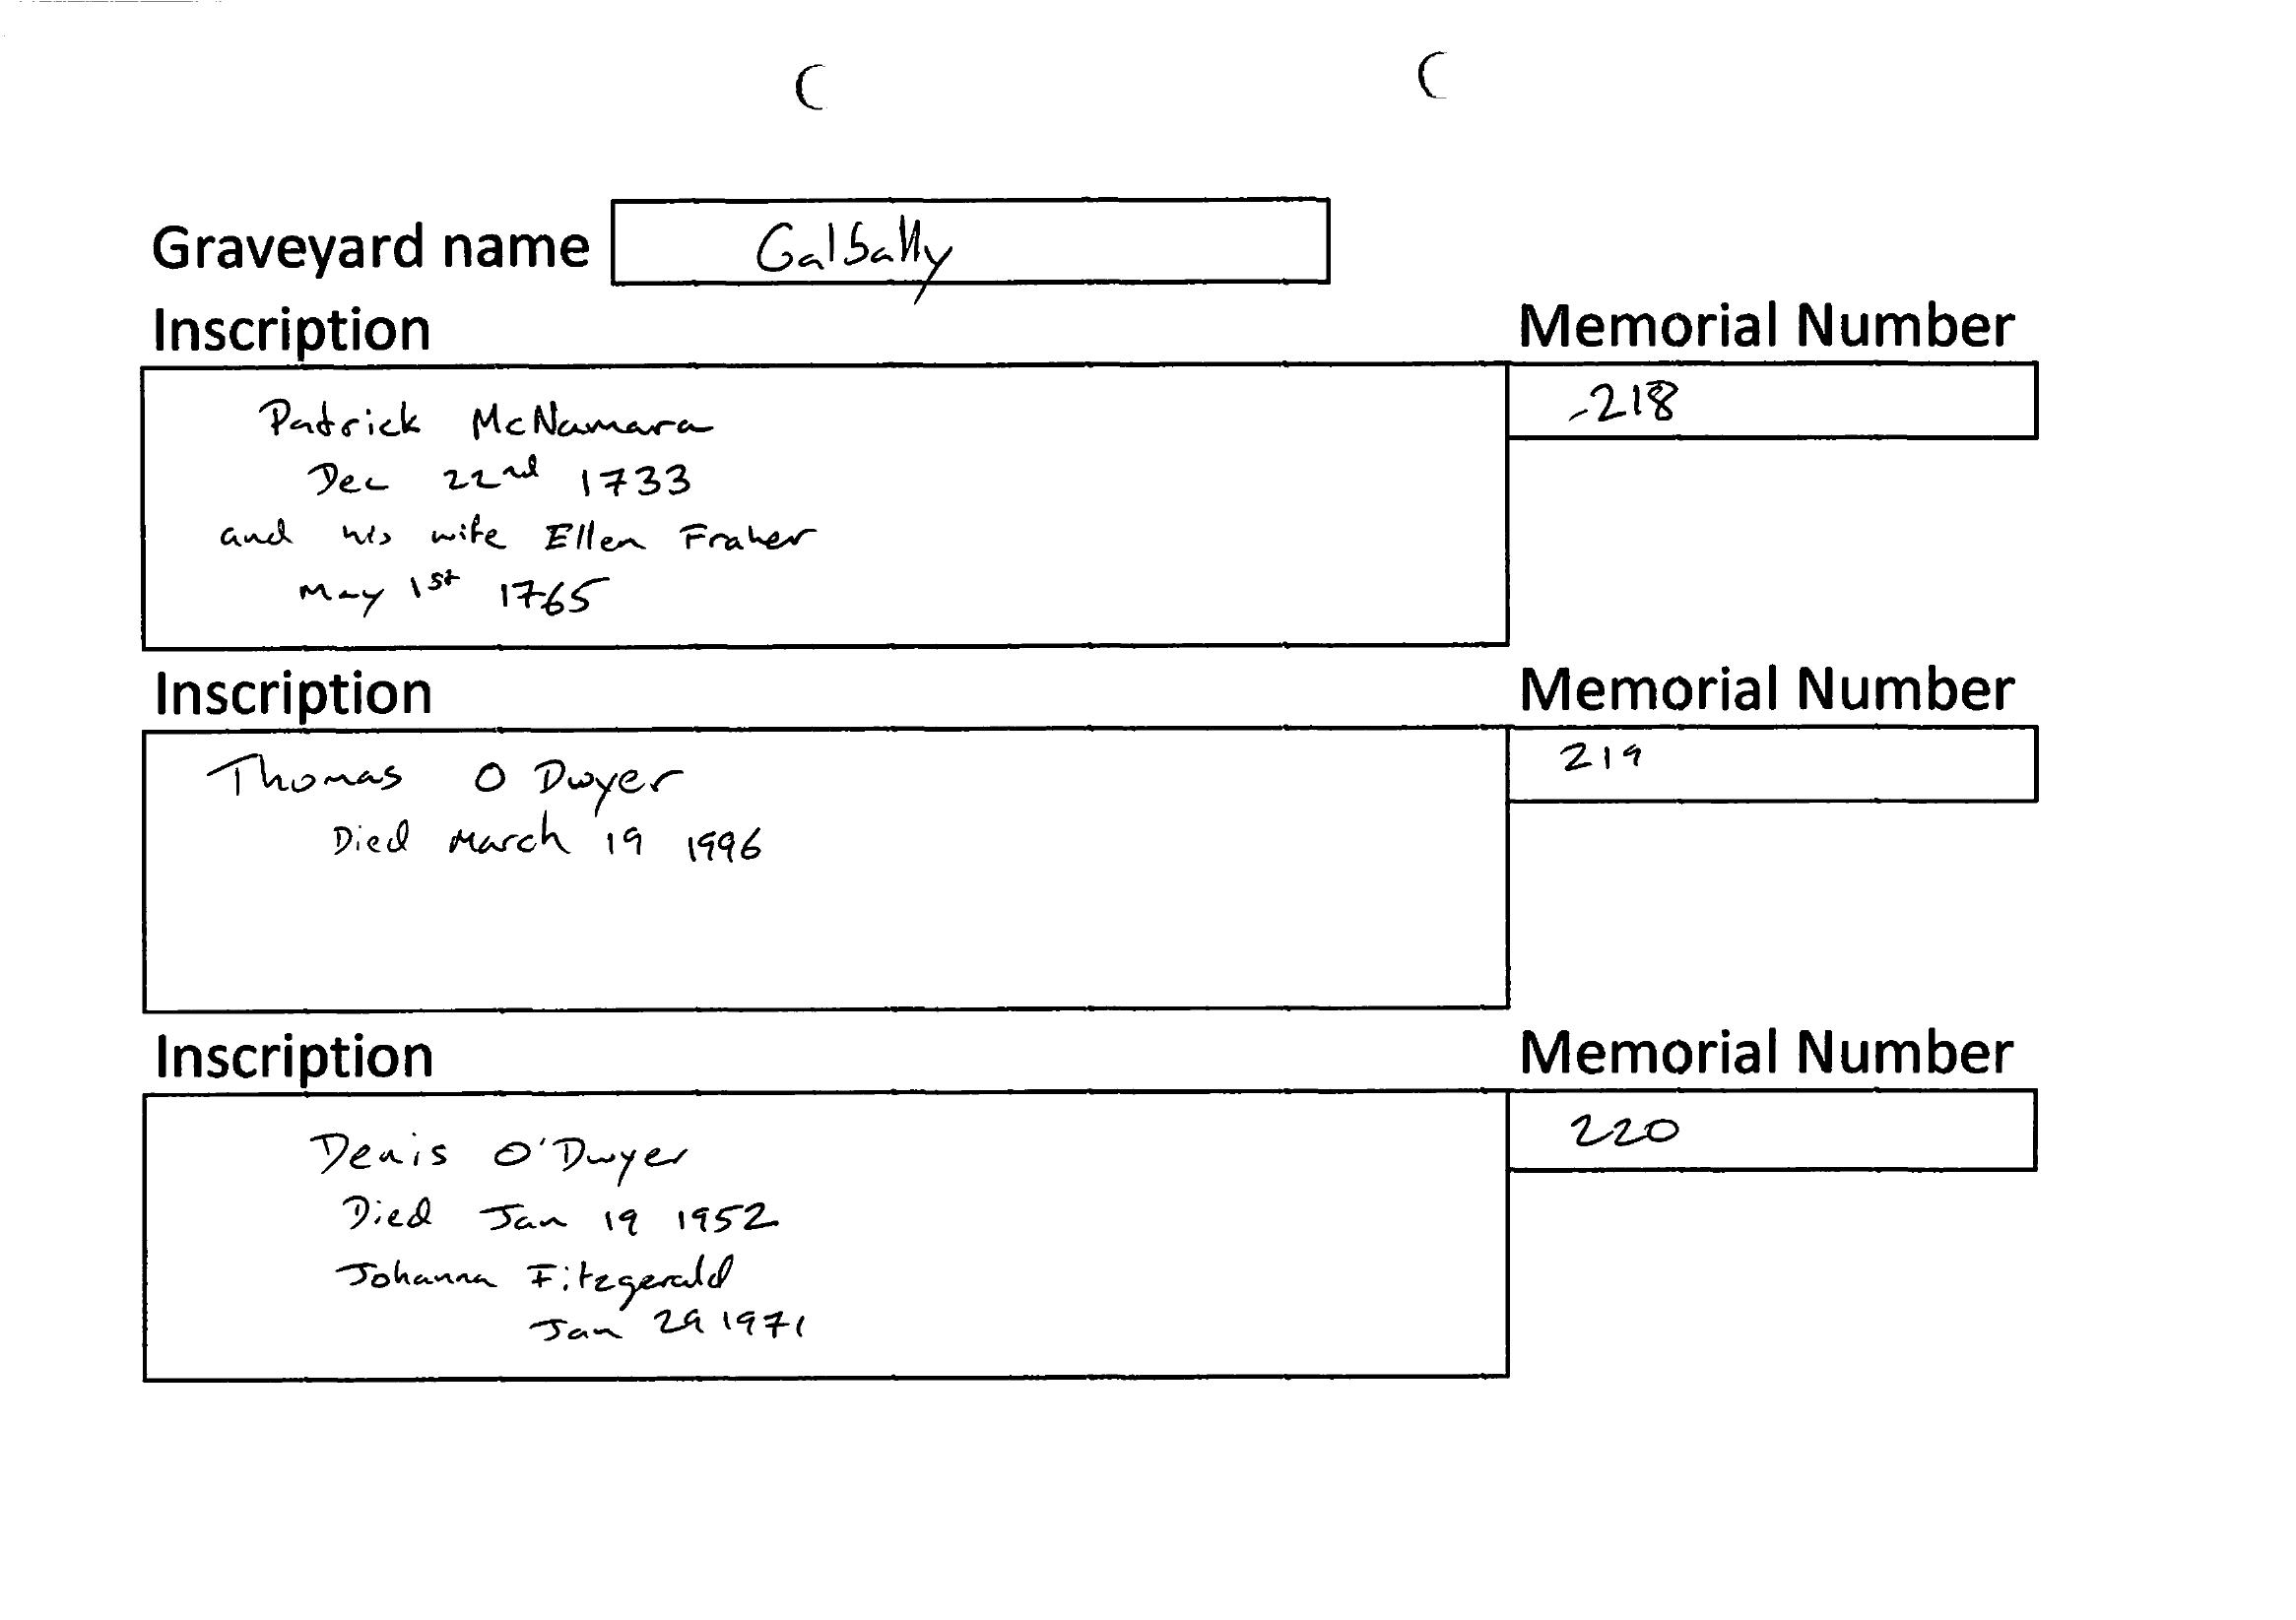 Graveyard name Galbally
Inscription Memorial Number
Patrick McNamara 218
Dec 22nd 1733
and his wife Ellen Fraher
May 1st 1765
Inscription Memorial Number
Thomas O Dwyer 219
Died March 19 1996
Inscription Memorial Number
Denis O'Dwyer 220
Died Jan 19 1952
Johanna Fitzgerald
Jan 29 1971